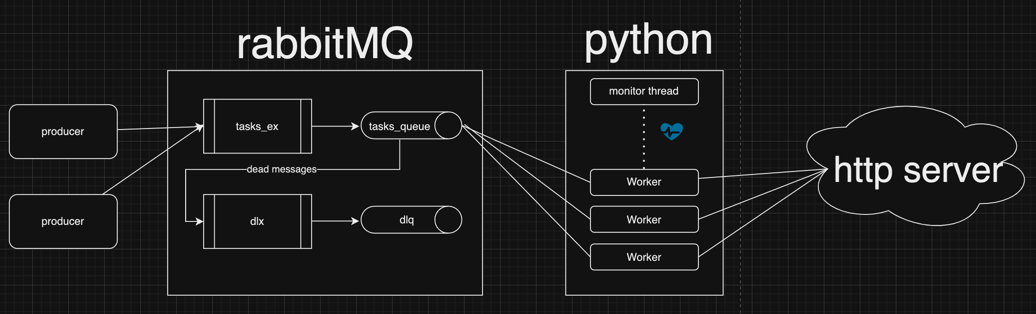 rabbitMQ
python
monitor thread
producer
tasks_ex
tasks_queue
dead messages
http server
Worker
producer
dlx
dlq
Worker
Worker